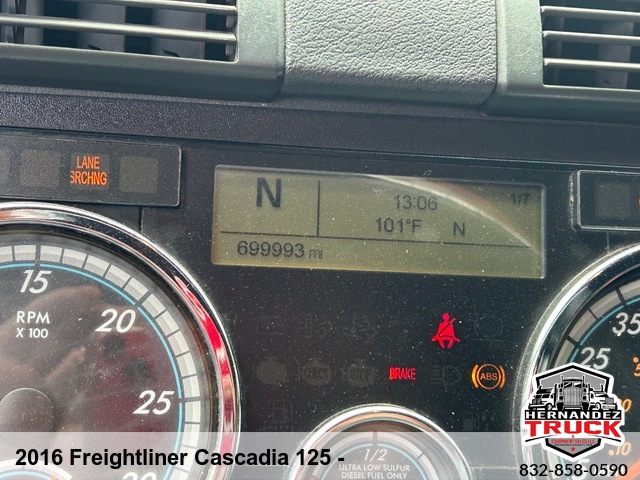 LANE
SRCHNG
N
13:06
1/7
101°F N
699993 mi
15
RPM
X 100
20
25
BRAKE
ABS
35
25
1/2
ULTRA LOW SULFUR
DIESEL FUEL ONLY
HERNANDEZ
TRUCK
2016 Freightliner Cascadia 125 -
832-858-0590